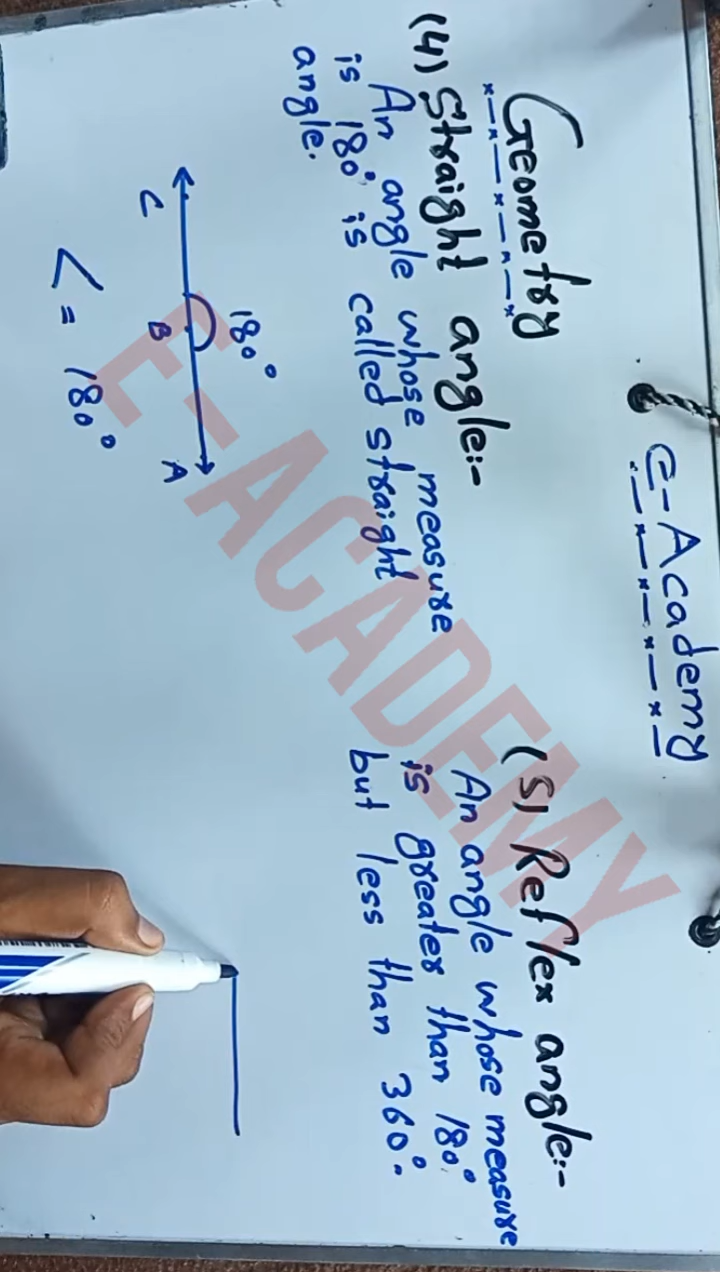 e-Academy
Geometry
(4) Straight angle:-
An angle whose measure
is 180°, is called straight
angle.
180°
C B A
< = 180°
(5) Reflex angle:-
An angle whose measure
is greater than 180°
but less than 360°.
E-ACADEMY